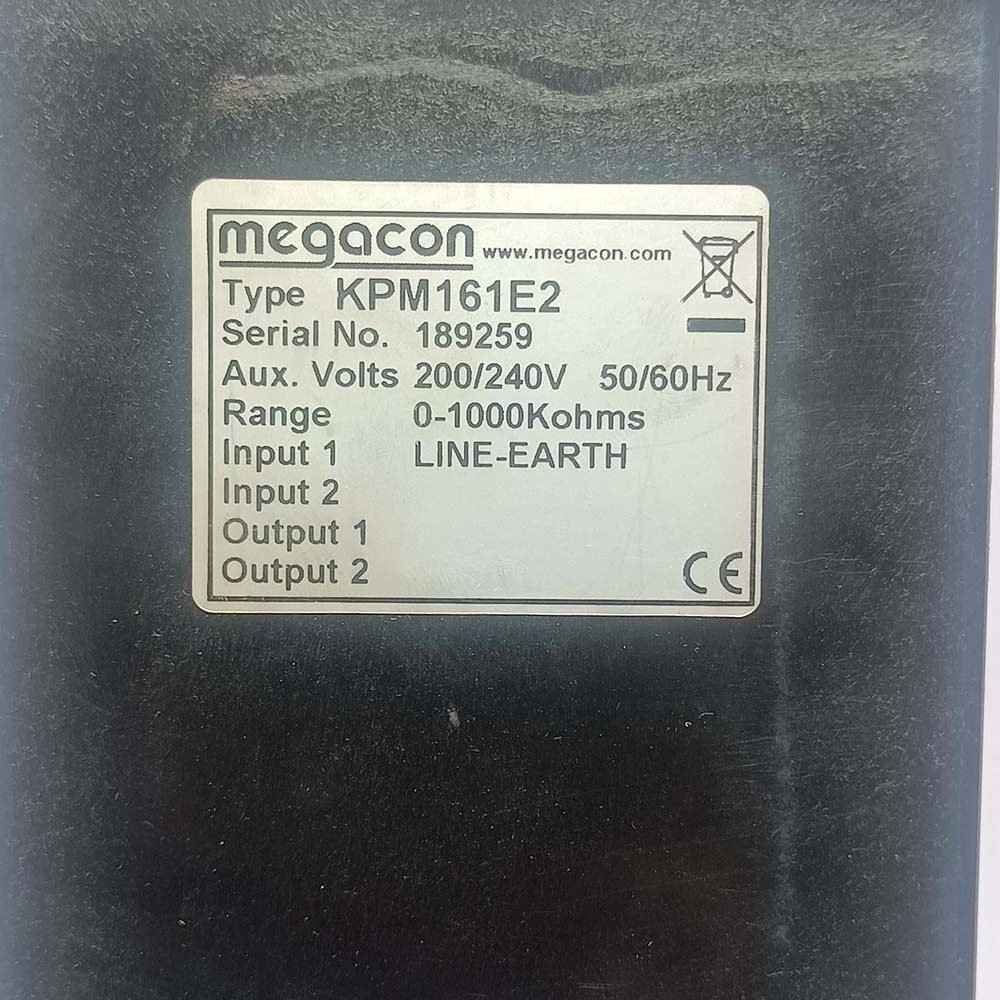 megacon www.megacon.com
Type KPM161E2
Serial No. 189259
Aux. Volts 200/240V 50/60Hz
Range 0-1000Kohms
Input 1 LINE-EARTH
Input 2
Output 1
Output 2
CE